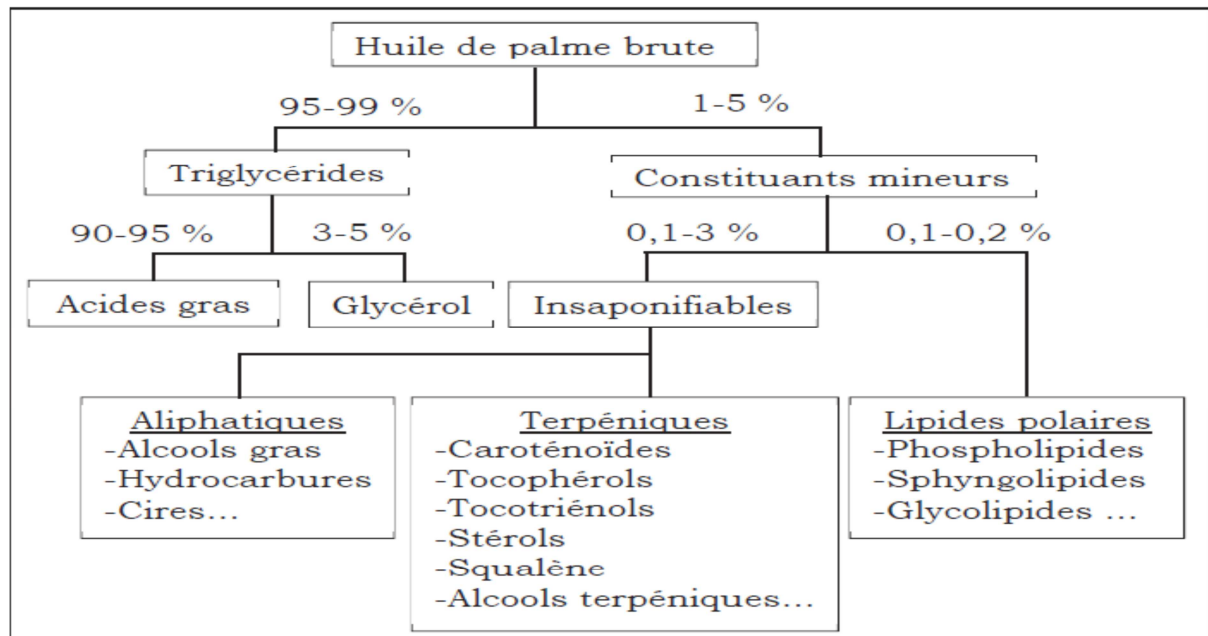 Huile de palme brute
95-99 %
1-5 %
Triglycérides
Constituants mineurs
90-95 %
3-5 %
0,1-3 %
0,1-0,2 %
Acides gras
Glycérol
Insaponifiables
Aliphatiques
-Alcools gras
-Hydrocarbures
-Cires...
Terpéniques
-Caroténoïdes
-Tocophérols
-Tocotriénols
-Stérols
-Squalène
-Alcools terpéniques...
Lipides polaires
-Phospholipides
-Sphyngolipides
-Glycolipides ...